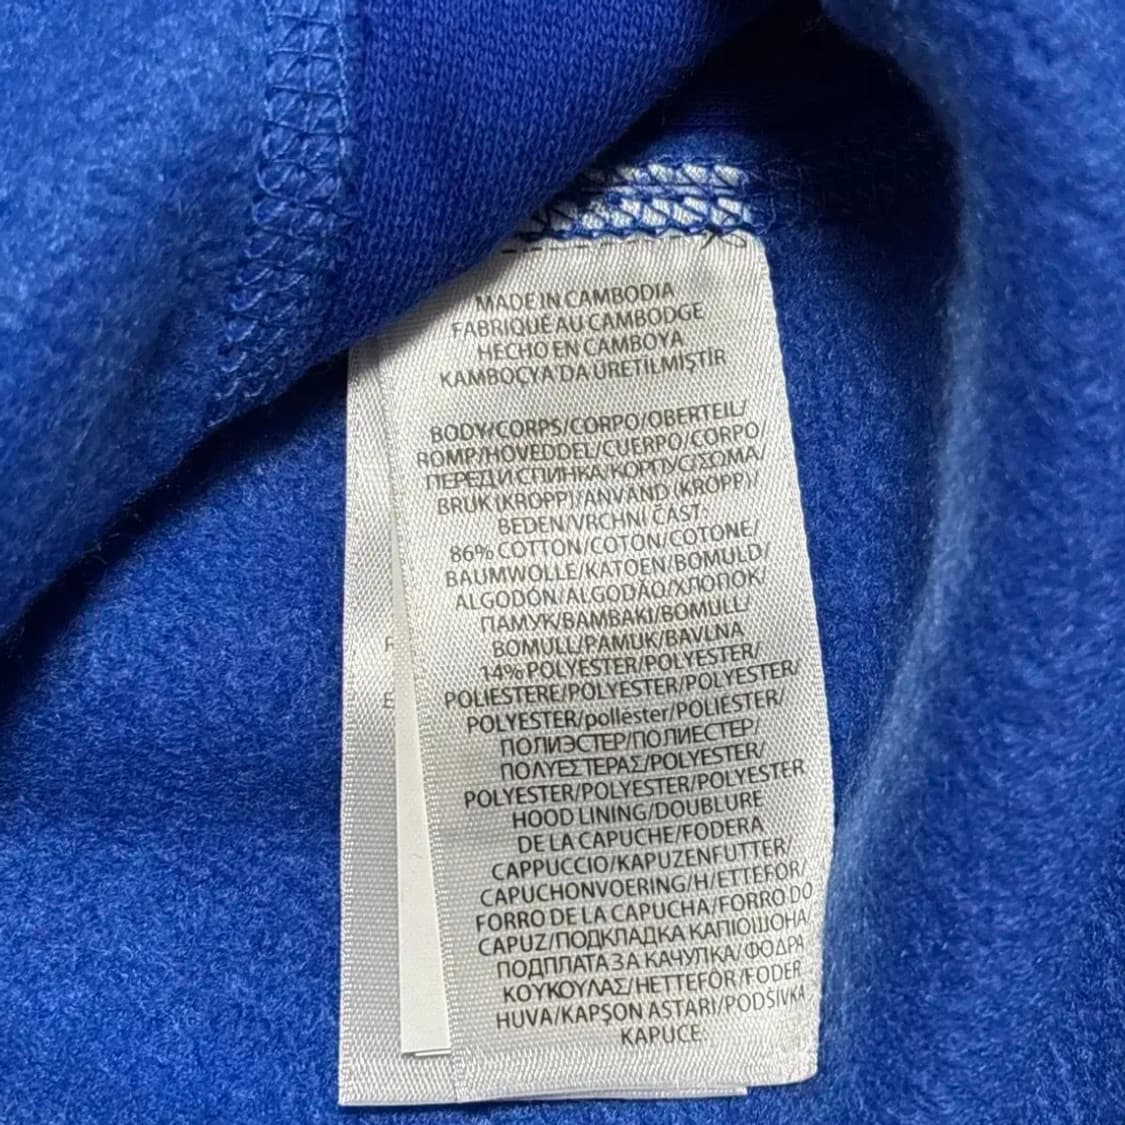 MADE IN CAMBODIA
FABRIQUÉ AU CAMBODGE
HECHO EN CAMBOYA
KAMBOÇYA'DA ÜRETİLMİŞTİR
BODY/CORPS/CORPO/OBERTEIL/
ROMP/HOVEDDEL/CUERPO/CORPO
ПЕРЕД И СПИНКА/КОРПУС/ΣΩΜΑ/
BRUK (KROPP)/ANVÄND (KROPP)/
BEDEN/VRCHNÍ ČÁST:
86% COTTON/COTON/COTONE/
BAUMWOLLE/KATOEN/BOMULD/
ALGODÓN/ALGODÃO/ХЛОПОК/
ПАМУК/ΒΑΜΒΑΚΙ/BOMULL/
BOMULL/PAMUK/BAVLNA
14% POLYESTER/POLYESTER/
POLIESTERE/POLYESTER/POLYESTER/
POLYESTER/poliéster/POLIÉSTER/
ПОЛИЭСТЕР/ПОЛИЕСТЕР/
ΠΟΛΥΕΣΤΕΡΑΣ/POLYESTER/
POLYESTER/POLYESTER/POLYESTER
HOOD LINING/DOUBLURE
DE LA CAPUCHE/FODERA
CAPPUCCIO/KAPUZENFUTTER/
CAPUCHONVOERING/H/ETTEFÓR/
FORRO DE LA CAPUCHA/FORRO DO
CAPUZ/ПОДКЛАДКА КАПЮШОНА/
ПОДПЛАТА ЗА КАЧУЛКА/ ΦΟΔΡΑ
ΚΟΥΚΟΥΛΑΣ/HETTEFÔR/FODER
HUVA/KAPŞON ASTARI/PODŠÍVKA
KAPUCE: